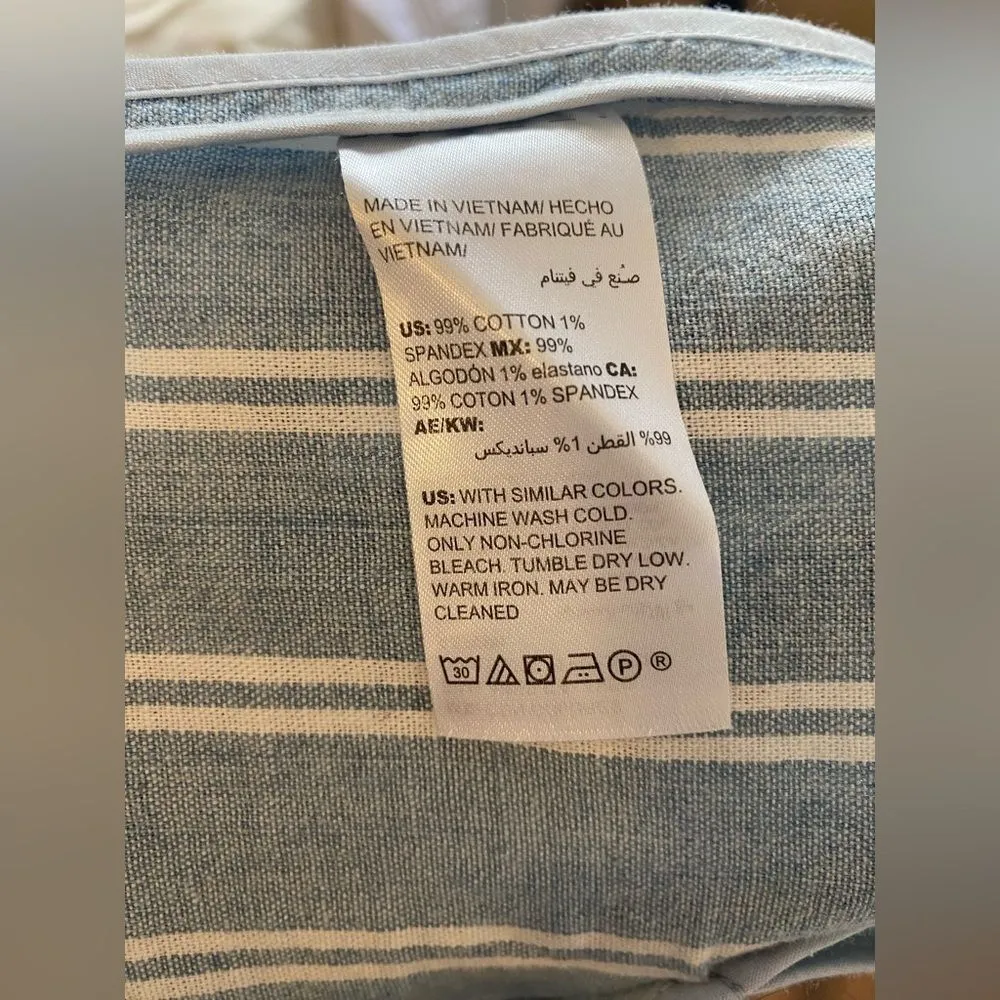 MADE IN VIETNAM/ HECHO
EN VIETNAM/ FABRIQUÉ AU
VIETNAM/
صُنع في فيتنام
US: 99% COTTON 1%
SPANDEX MX: 99%
ALGODÓN 1% elastano CA:
99% COTON 1% SPANDEX
AE/KW:
99% القطن 1% سبانديكس
US: WITH SIMILAR COLORS.
MACHINE WASH COLD.
ONLY NON-CHLORINE
BLEACH. TUMBLE DRY LOW.
WARM IRON. MAY BE DRY
CLEANED
30 P ®